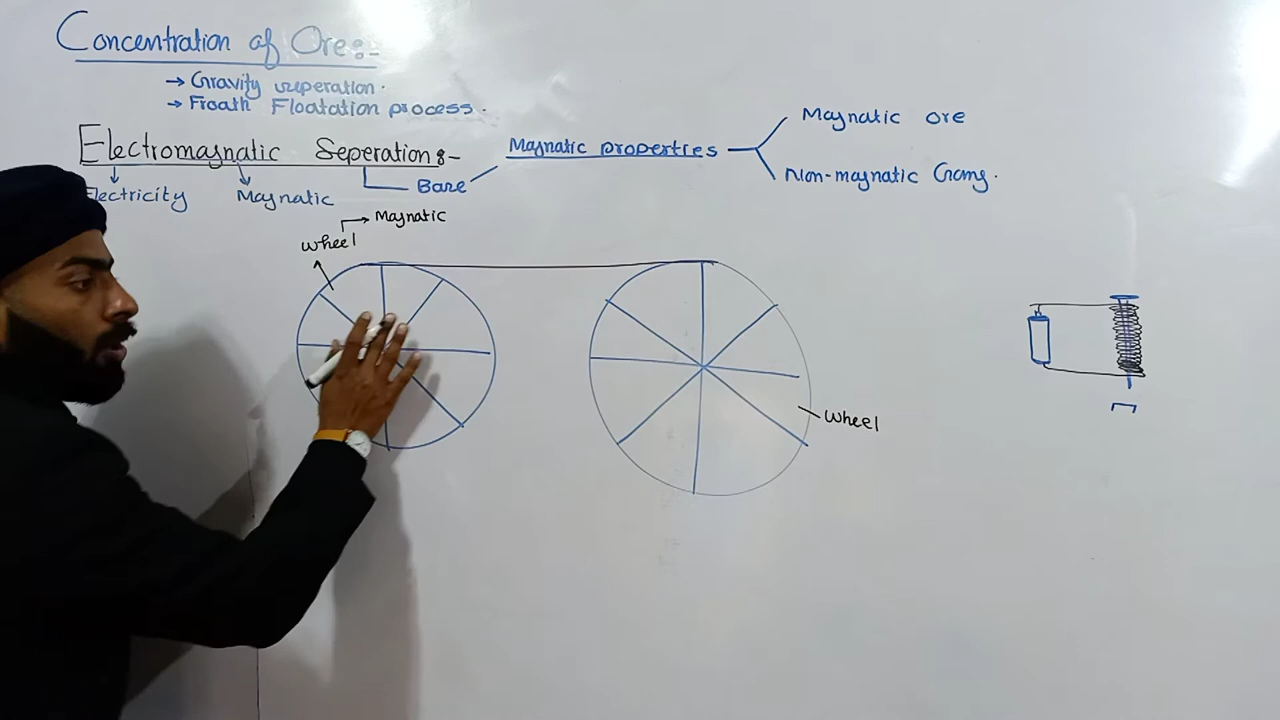 Concentration of Ore:-
→ Gravity seperation.
→ Froath Floatation process.
Electromagnatic Seperation:-
Magnatic properties
Magnatic ore
Non-magnatic Gang.
Electricity
Magnatic
Base
Magnatic
wheel
wheel